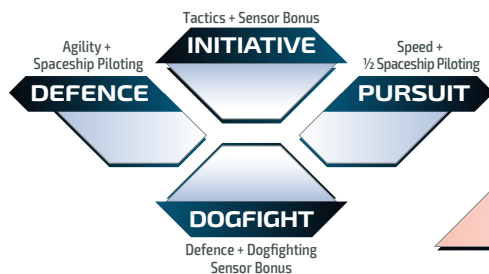 Tactics + Sensor Bonus
INITIATIVE
Agility +
Spaceship Piloting
DEFENCE
Speed +
½ Spaceship Piloting
PURSUIT
DOGFIGHT
Defence + Dogfighting
Sensor Bonus